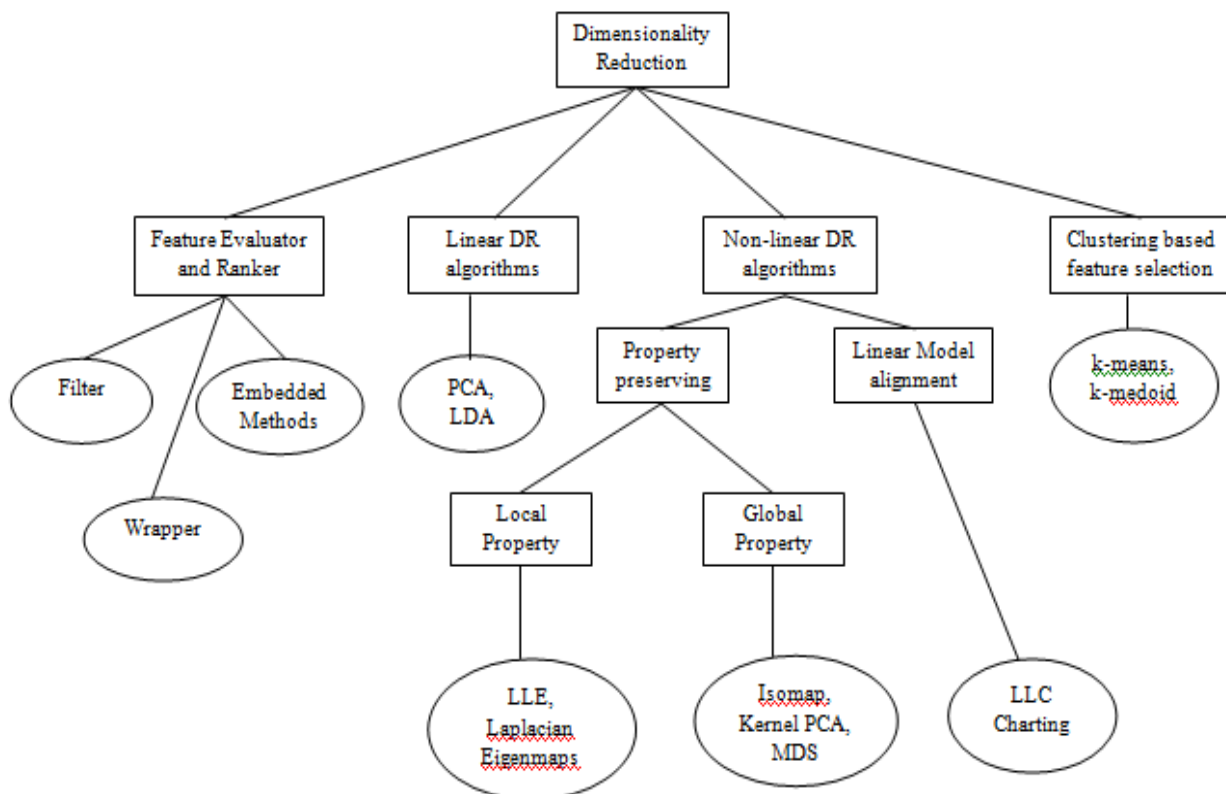 Dimensionality
Reduction
Feature Evaluator
and Ranker
Linear DR
algorithms
Non-linear DR
algorithms
Clustering based
feature selection
Property
preserving
Linear Model
alignment
Filter
Embedded
Methods
PCA,
LDA
k-means,
k-medoid
Wrapper
Local
Property
Global
Property
LLE,
Laplacian
Eigenmaps
Isomap,
Kernel PCA,
MDS
LLC
Charting